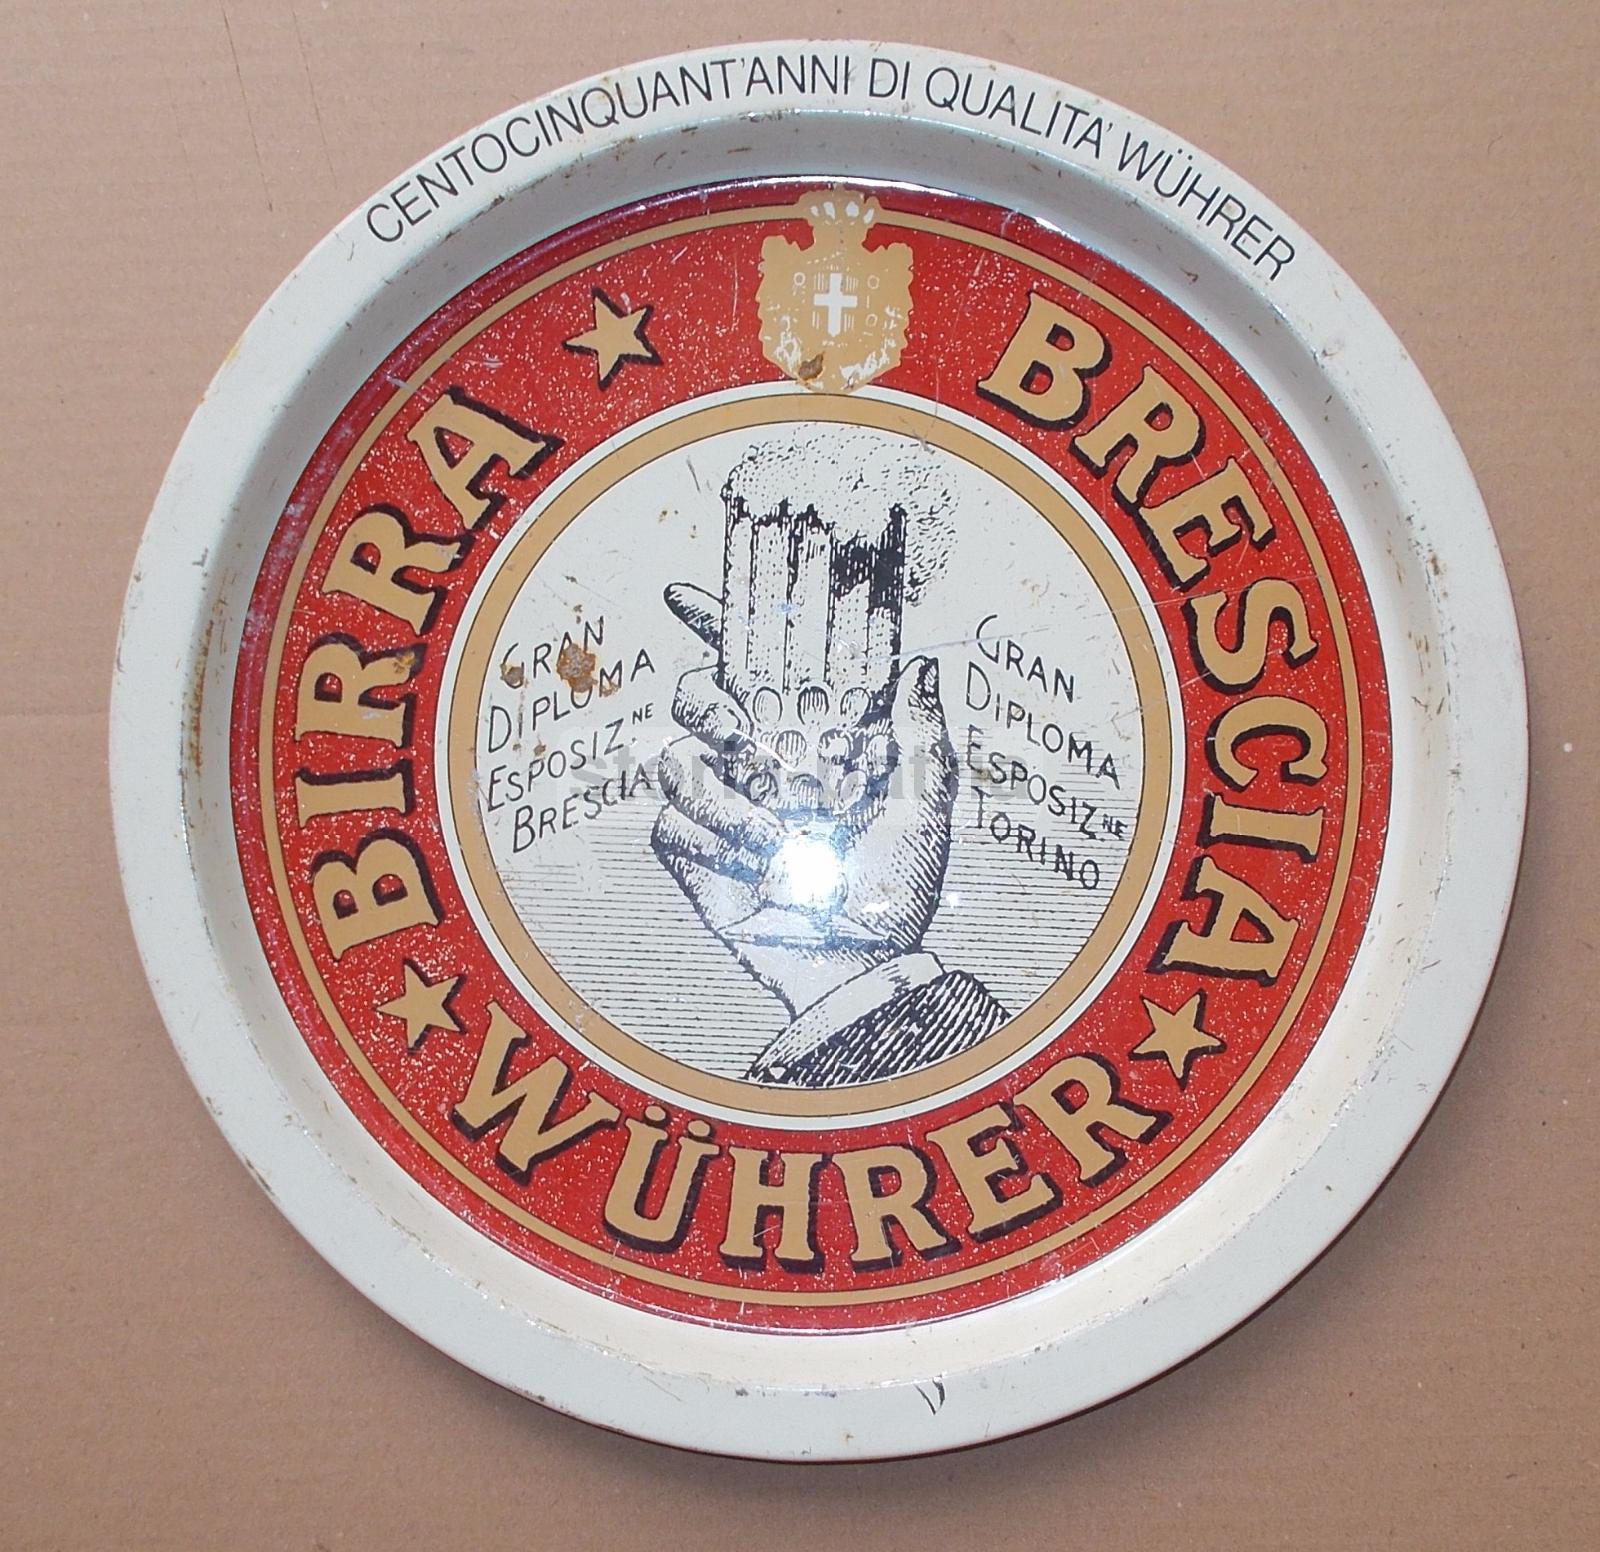 CENTOCINQUANT'ANNI DI QUALITA' WÜHRER
BIRRA
BRESCIA
WÜHRER
GRAN
DIPLOMA
ESPOSIZ.NE
BRESCIA
GRAN
DIPLOMA
ESPOSIZ.NE
TORINO